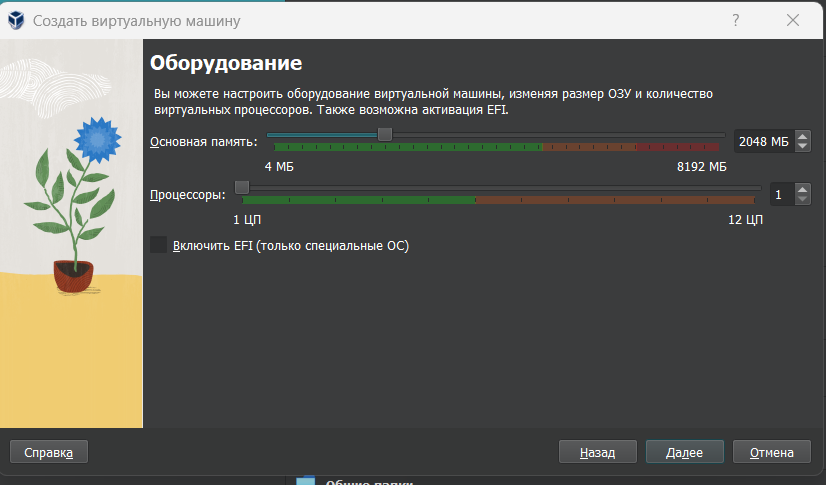 Создать виртуальную машину
?
Оборудование
Вы можете настроить оборудование виртуальной машины, изменяя размер ОЗУ и количество
виртуальных процессоров. Также возможна активация EFI.
Основная память: 2048 МБ
4 МБ 8192 МБ
Процессоры: 1
1 ЦП 12 ЦП
Включить EFI (только специальные ОС)
Справка Назад Далее Отмена
Общие папки